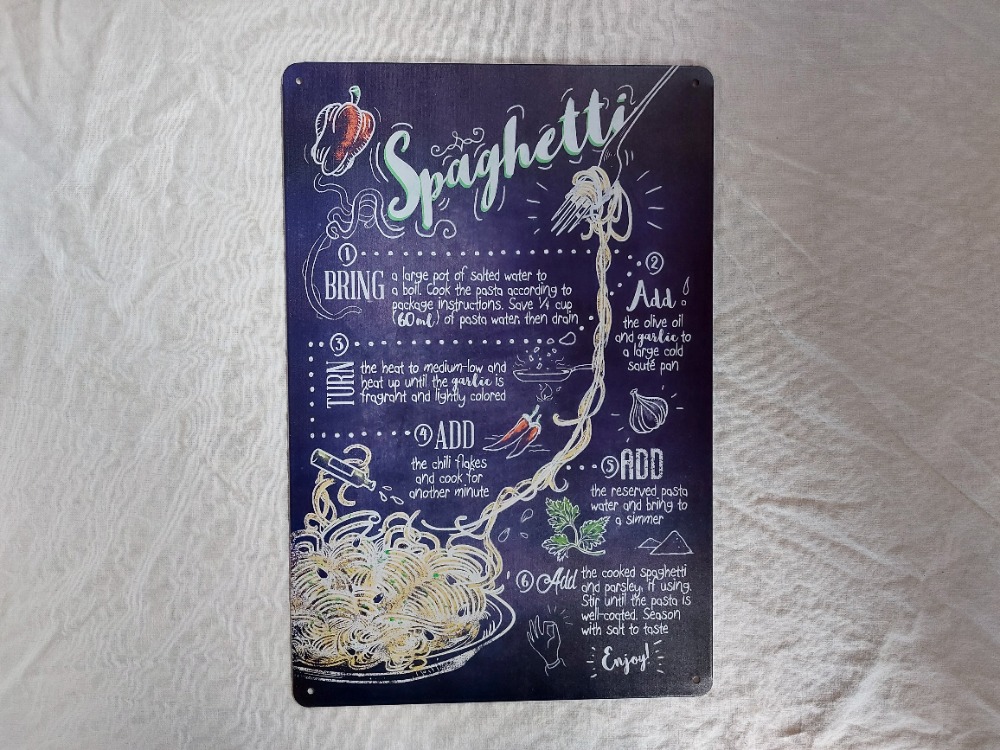 Spaghetti
1
BRING
a large pot of salted water to
a boil. Cook the pasta according to
package instructions. Save 1/4 cup
(60 ml) of pasta water, then drain
2
Add
the olive oil
and garlic to
a large cold
sauté pan
3
TURN
the heat to medium-low and
heat up until the garlic is
fragrant and lightly colored
4 ADD
the chili flakes
and cook for
another minute
5 ADD
the reserved pasta
water and bring to
a simmer
6 Add the cooked spaghetti
and parsley, if using.
Stir until the pasta is
well-coated. Season
with salt to taste
Enjoy!